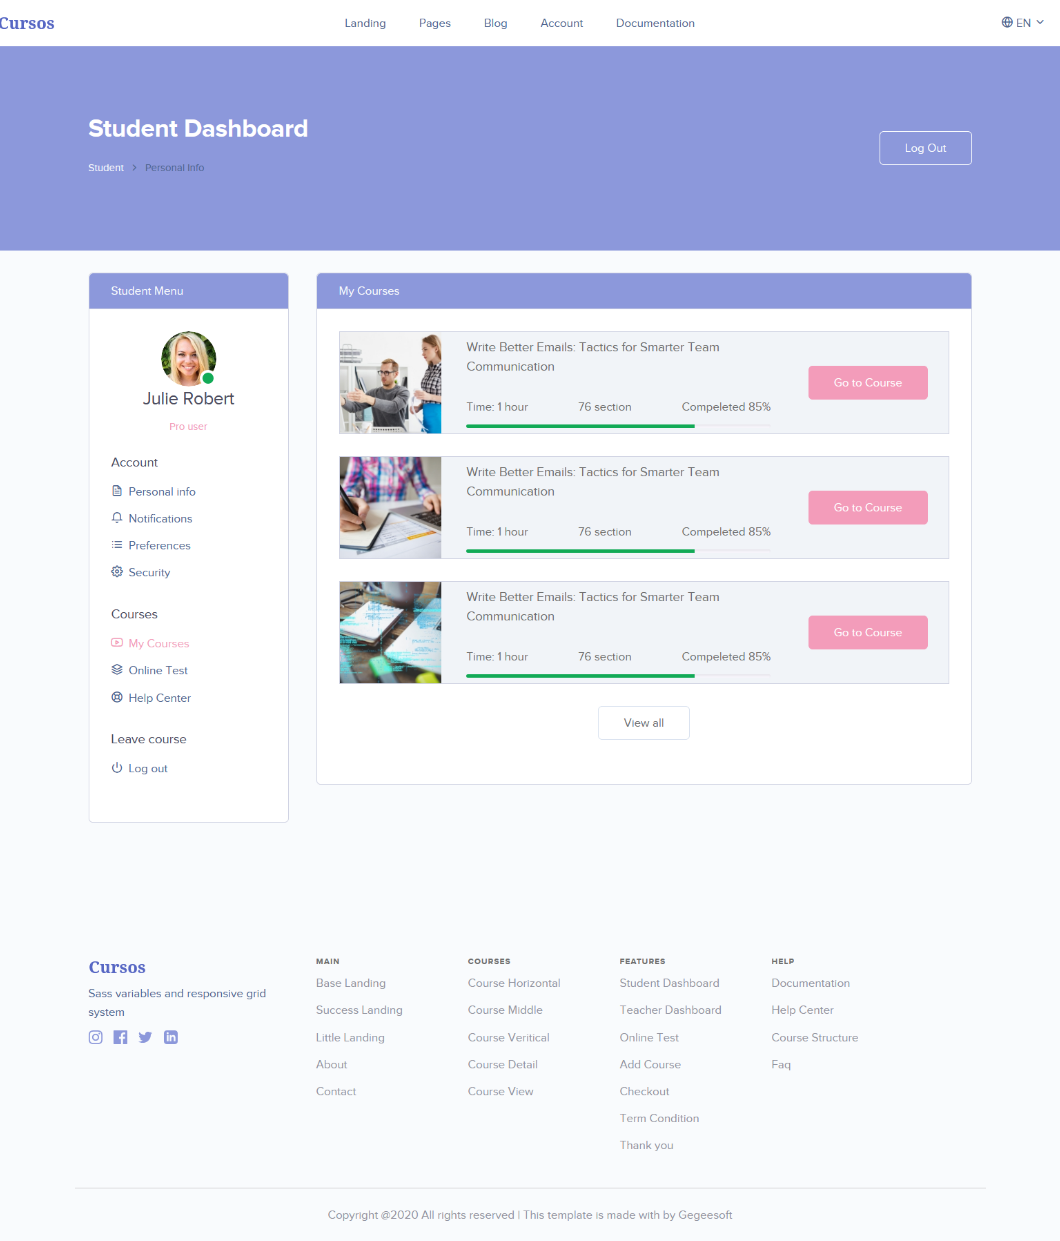 Cursos
Landing Pages Blog Account Documentation
EN
Student Dashboard
Student Personal Info
Log Out
Student Menu
Julie Robert
Pro user
Account
Personal info
Notifications
Preferences
Security
Courses
My Courses
Online Test
Help Center
Leave course
Log out
My Courses
Write Better Emails: Tactics for Smarter Team
Communication
Time: 1 hour 76 section Compeleted 85%
Go to Course
Write Better Emails: Tactics for Smarter Team
Communication
Time: 1 hour 76 section Compeleted 85%
Go to Course
Write Better Emails: Tactics for Smarter Team
Communication
Time: 1 hour 76 section Compeleted 85%
Go to Course
View all
Cursos
Sass variables and responsive grid
system
MAIN
Base Landing
Success Landing
Little Landing
About
Contact
COURSES
Course Horizontal
Course Middle
Course Veritical
Course Detail
Course View
FEATURES
Student Dashboard
Teacher Dashboard
Online Test
Add Course
Checkout
Term Condition
Thank you
HELP
Documentation
Help Center
Course Structure
Faq
Copyright @2020 All rights reserved | This template is made with by Gegeesoft